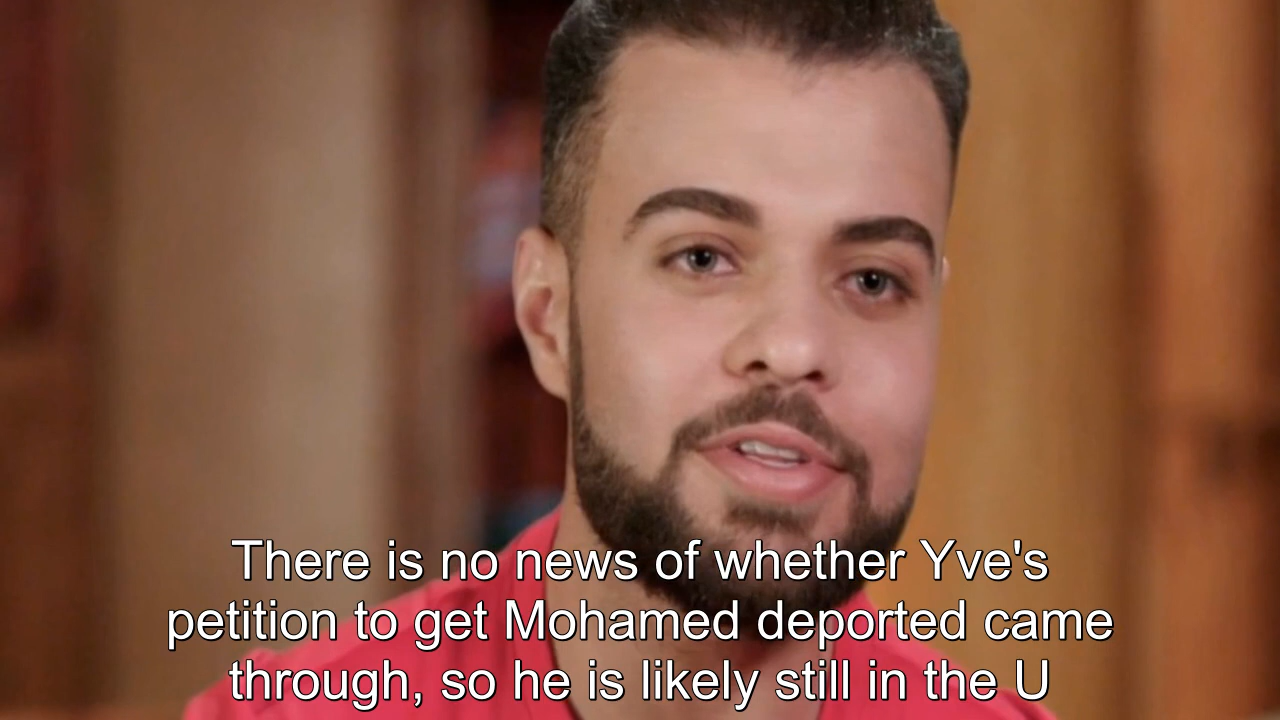 There is no news of whether Yve's
petition to get Mohamed deported came
through, so he is likely still in the U